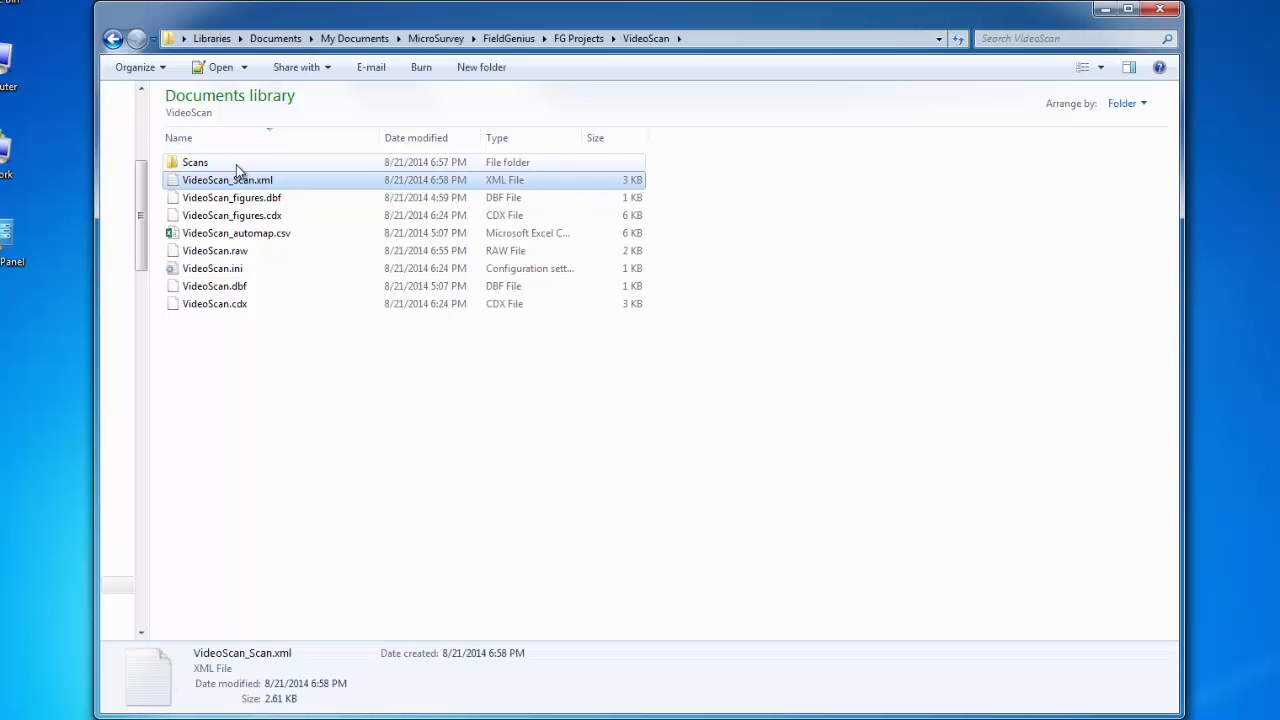 Libraries Documents My Documents MicroSurvey FieldGenius FG Projects VideoScan Search VideoScan
Organize Open Share with E-mail Burn New folder
Documents library
VideoScan
Arrange by: Folder
Name Date modified Type Size
Scans 8/21/2014 6:57 PM File folder
VideoScan_Scan.xml 8/21/2014 6:58 PM XML File 3 KB
VideoScan_figures.dbf 8/21/2014 4:59 PM DBF File 1 KB
VideoScan_figures.cdx 8/21/2014 6:24 PM CDX File 6 KB
VideoScan_automap.csv 8/21/2014 5:07 PM Microsoft Excel C... 6 KB
VideoScan.raw 8/21/2014 6:55 PM RAW File 2 KB
VideoScan.ini 8/21/2014 6:24 PM Configuration sett... 1 KB
VideoScan.dbf 8/21/2014 5:07 PM DBF File 1 KB
VideoScan.cdx 8/21/2014 6:24 PM CDX File 3 KB
uter
ork
Panel
VideoScan_Scan.xml Date created: 8/21/2014 6:58 PM
XML File
Date modified: 8/21/2014 6:58 PM
Size: 2.61 KB